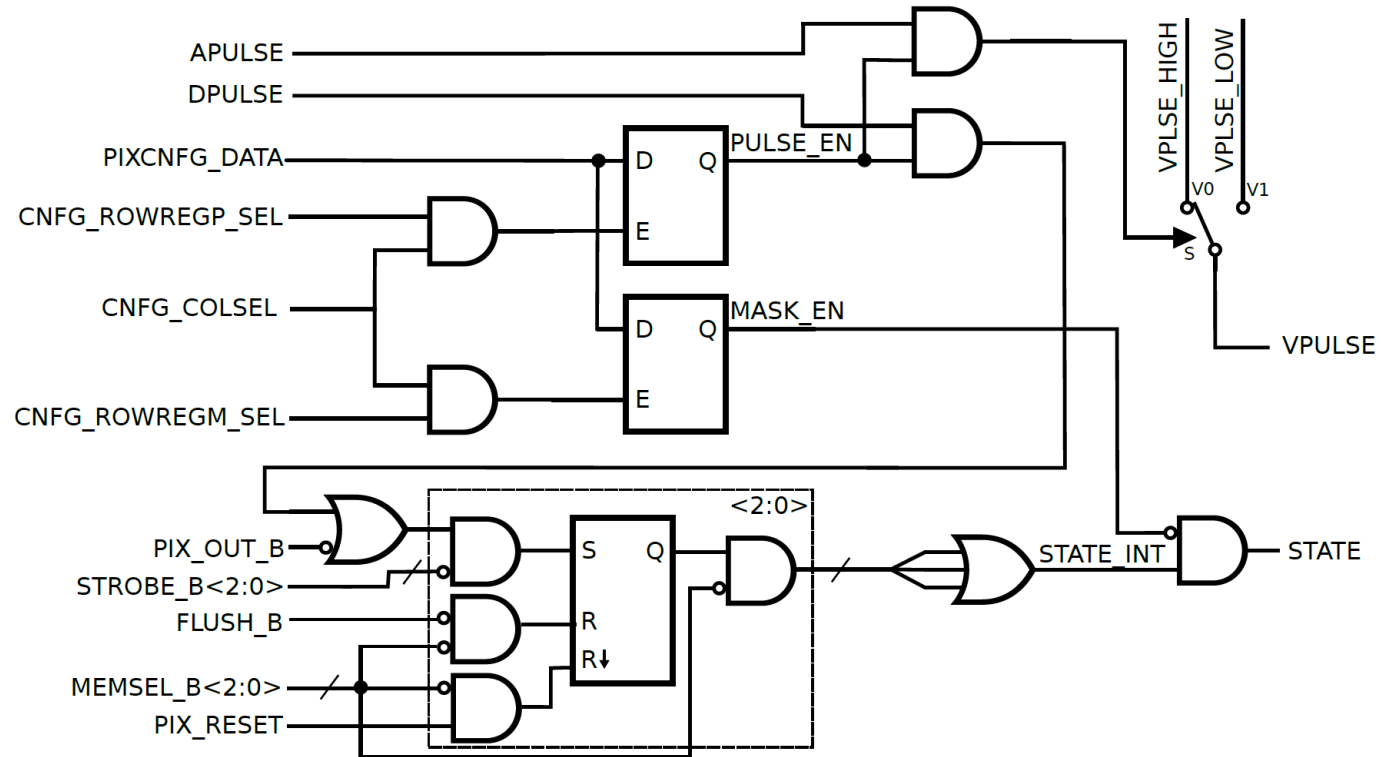 APULSE
DPULSE
PIXCNFG_DATA
CNFG_ROWREGP_SEL
CNFG_COLSEL
CNFG_ROWREGM_SEL
D
Q
E
PULSE_EN
D
Q
E
MASK_EN
VPLSE_HIGH
VPLSE_LOW
V0
V1
S
VPULSE
PIX_OUT_B
STROBE_B<2:0>
FLUSH_B
MEMSEL_B<2:0>
PIX_RESET
<2:0>
S
Q
R
R↓
STATE_INT
STATE